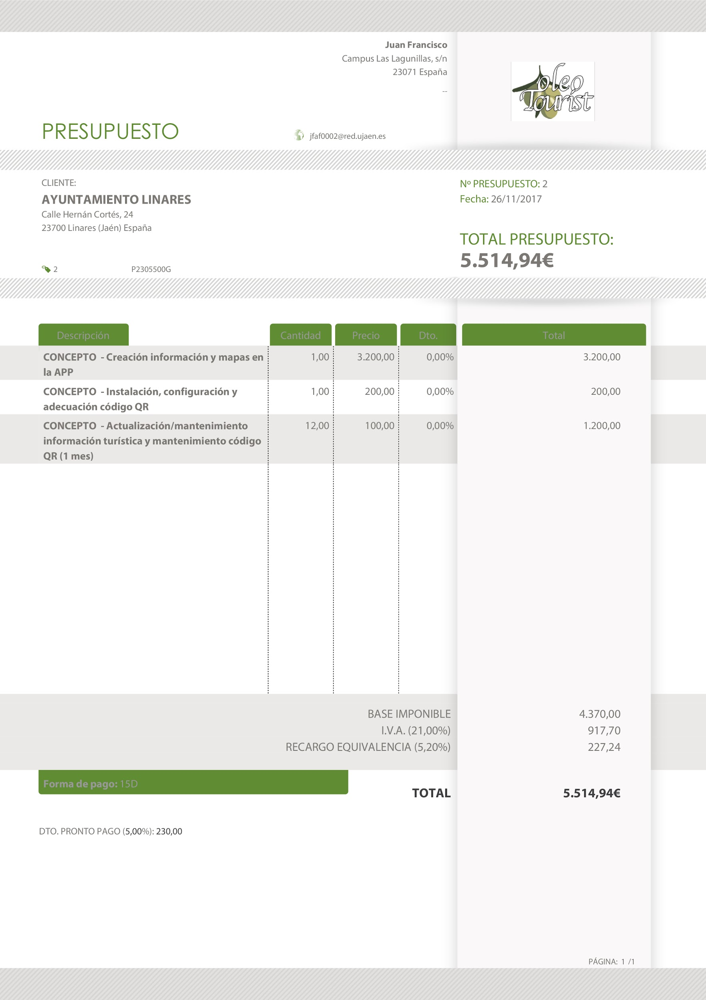 Juan Francisco
Campus Las Lagunillas, s/n
23071 España
--
oleo
Tourist
PRESUPUESTO
jfaf0002@red.ujaen.es
CLIENTE:
AYUNTAMIENTO LINARES
Calle Hernán Cortés, 24
23700 Linares (Jaén) España
2 P2305500G
Nº PRESUPUESTO: 2
Fecha: 26/11/2017
TOTAL PRESUPUESTO:
5.514,94€
Descripción Cantidad Precio Dto. Total
CONCEPTO - Creación información y mapas en 1,00 3.200,00 0,00% 3.200,00
la APP
CONCEPTO - Instalación, configuración y 1,00 200,00 0,00% 200,00
adecuación código QR
CONCEPTO - Actualización/mantenimiento 12,00 100,00 0,00% 1.200,00
información turística y mantenimiento código
QR (1 mes)
BASE IMPONIBLE 4.370,00
I.V.A. (21,00%) 917,70
RECARGO EQUIVALENCIA (5,20%) 227,24
Forma de pago: 15D
TOTAL 5.514,94€
DTO. PRONTO PAGO (5,00%): 230,00
PÁGINA: 1 /1